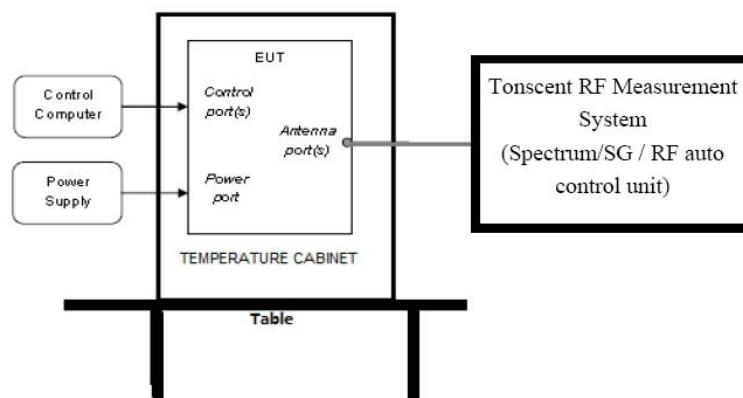 EUT
Control
Computer
Control
port(s)
Antenna
port(s)
Power
Supply
Power
port
TEMPERATURE CABINET
Table
Tonscent RF Measurement
System
(Spectrum/SG / RF auto
control unit)